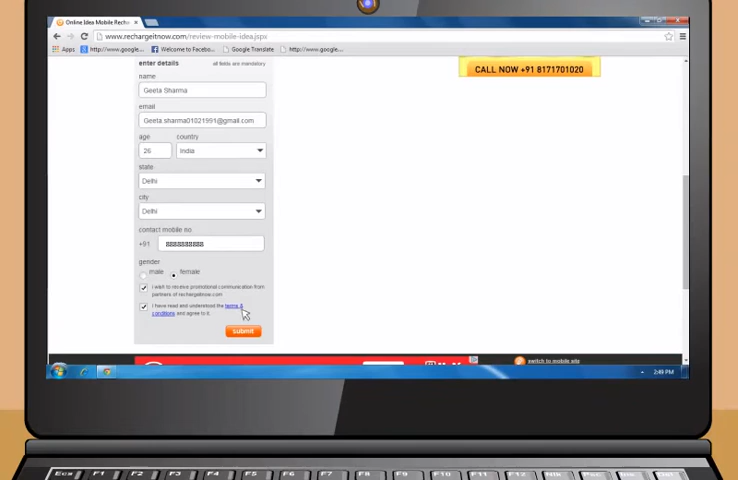 Online Idea Mobile Rech
www.rechargeitnow.com/review-mobile-idea.jspx
Apps http://www.google... Welcome to Facebo... Google Translate http://www.google...
enter details all fields are mandatory
CALL NOW +91 8171701020
name
Geeta Sharma
email
Geeta.sharma01021991@gmail.com
age country
26 India
state
Delhi
city
Delhi
contact mobile no
+91 8888888888
gender
male female
I wish to receive promotional communication from
partners of rechargeitnow.com
I have read and understood the terms &
conditions and agree to it.
submit
switch to mobile site
2:49 PM
Esc F1 F2 F3 F4 F5 F6 F7 F8 F9 F10 F11 F12